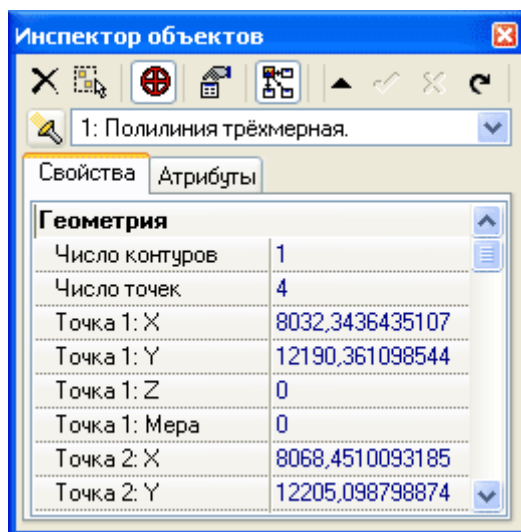 Инспектор объектов
1: Полилиния трёхмерная.
Свойства Атрибуты
Геометрия
Число контуров 1
Число точек 4
Точка 1: X 8032,3436435107
Точка 1: Y 12190,361098544
Точка 1: Z 0
Точка 1: Мера 0
Точка 2: X 8068,4510093185
Точка 2: Y 12205,098798874